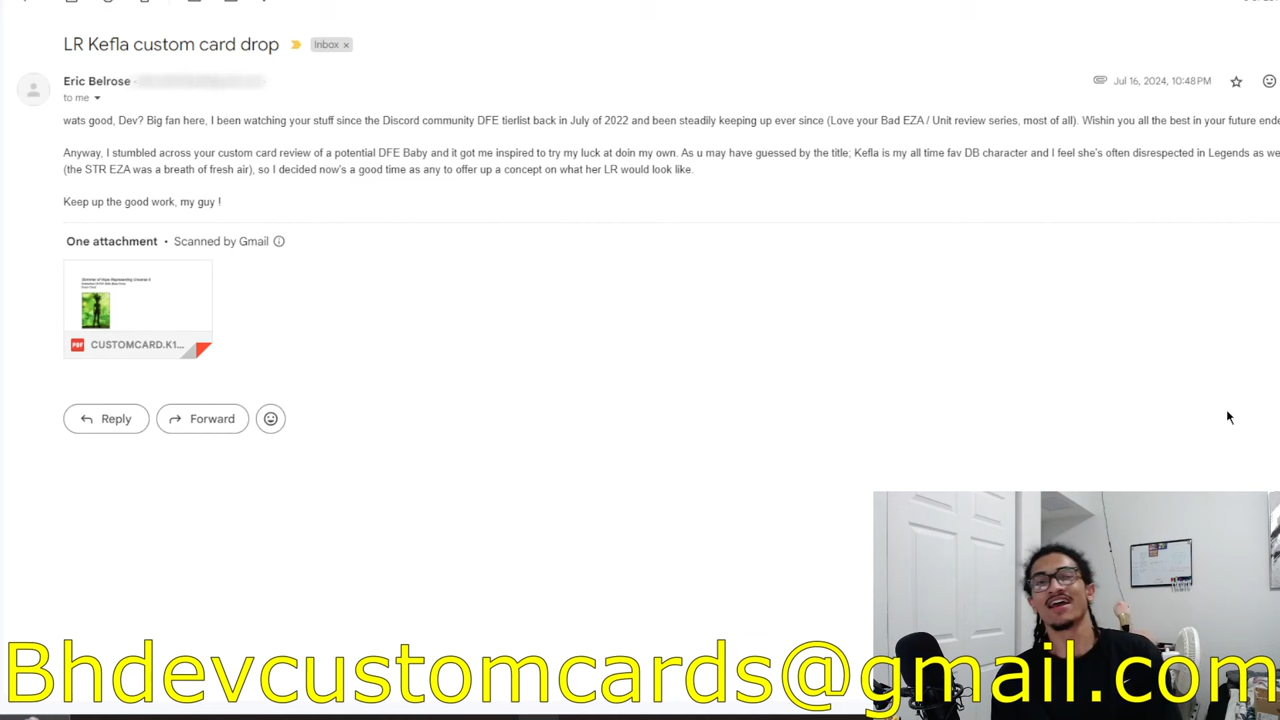 LR Kefla custom card drop Inbox ×
Eric Belrose
Jul 16, 2024, 10:48 PM
to me
wats good, Dev? Big fan here, I been watching your stuff since the Discord community DFE tierlist back in July of 2022 and been steadily keeping up ever since (Love your Bad EZA / Unit review series, most of all). Wishin you all the best in your future ende
Anyway, I stumbled across your custom card review of a potential DFE Baby and it got me inspired to try my luck at doin my own. As u may have guessed by the title; Kefla is my all time fav DB character and I feel she's often disrespected in Legends as we
(the STR EZA was a breath of fresh air), so I decided now's a good time as any to offer up a concept on what her LR would look like.
Keep up the good work, my guy !
One attachment • Scanned by Gmail
PDF CUSTOMCARD.K1...
Reply Forward
Bhdevcustomcards@gmail.com